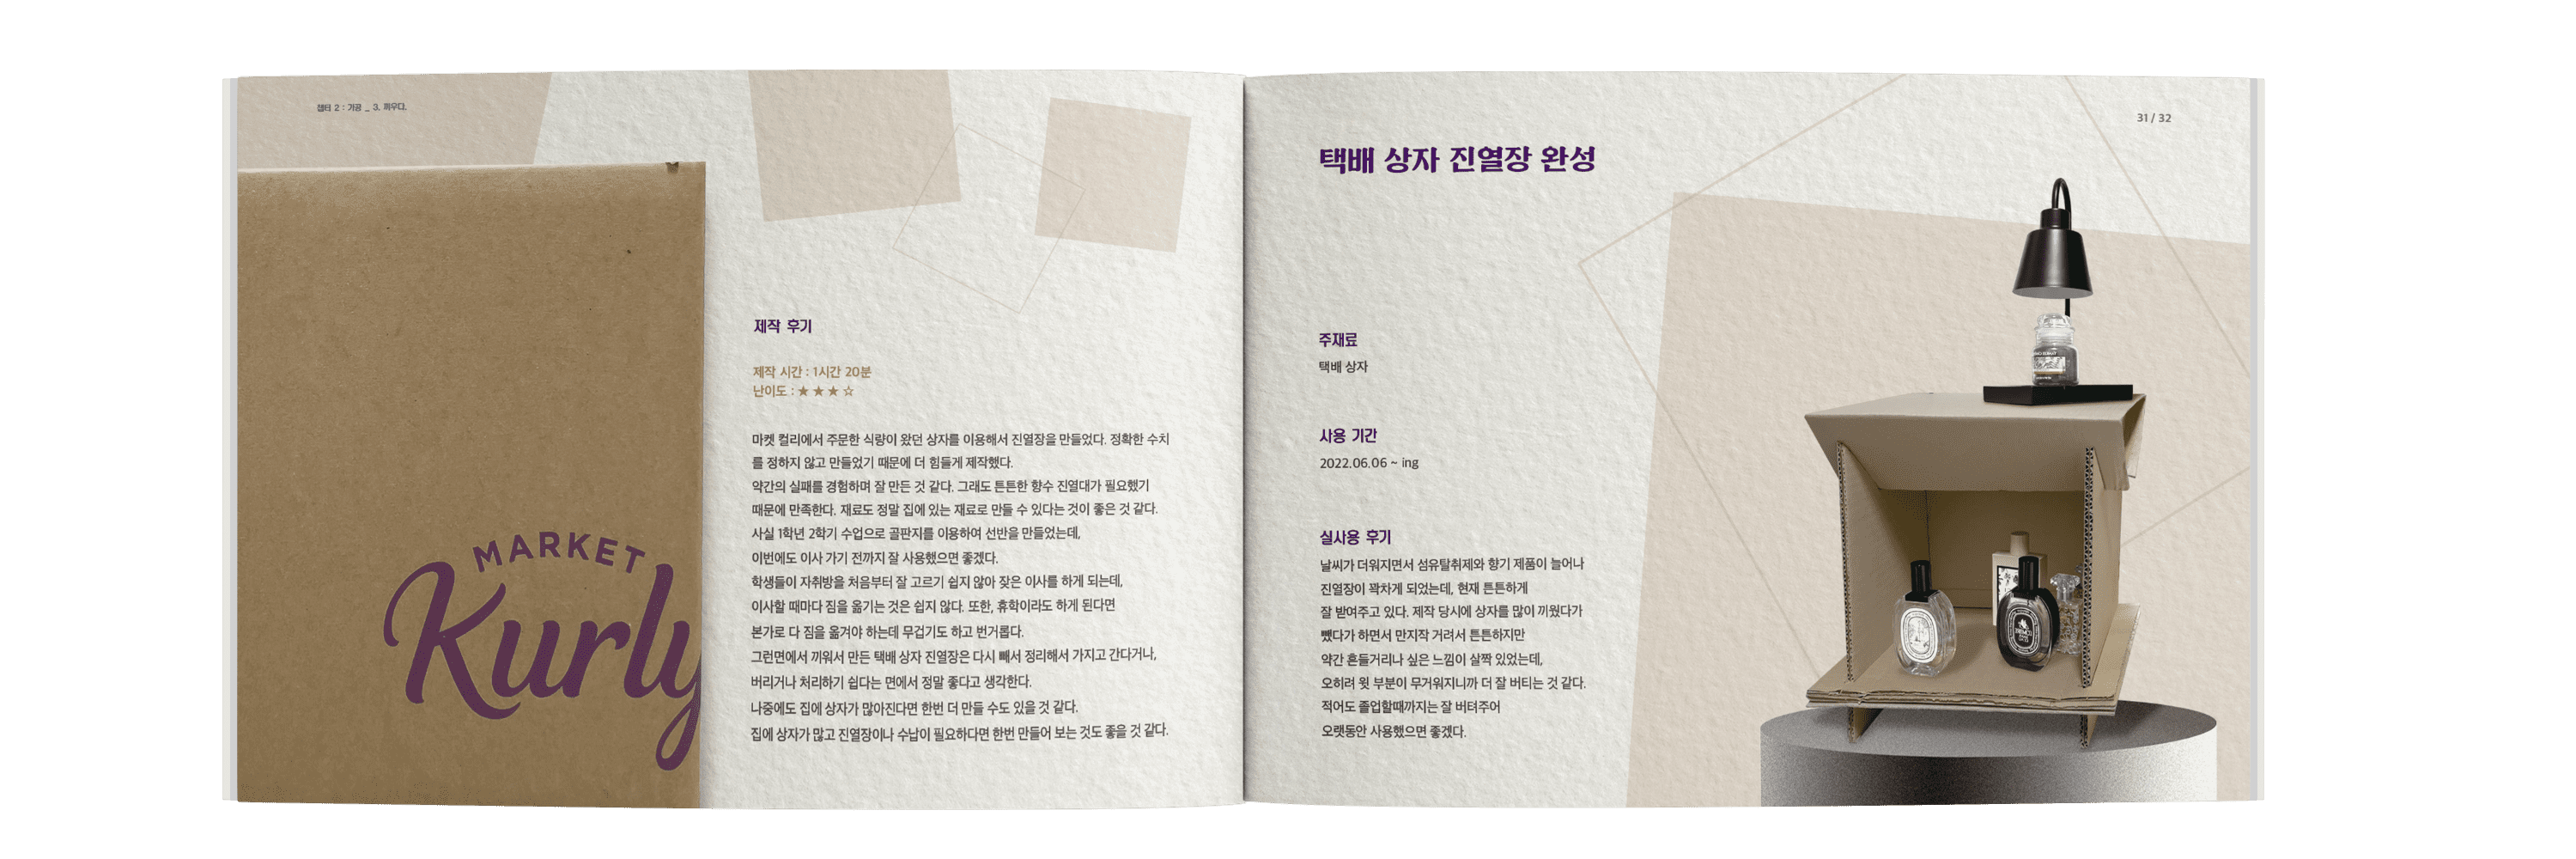 챕터 2 : 가공 _ 3. 끼우다.
MARKET
Kurly
제작 후기
제작 시간 : 1시간 20분
난이도 : ★ ★ ★ ☆
마켓 컬리에서 주문한 식량이 왔던 상자를 이용해서 진열장을 만들었다. 정확한 수치
를 정하지 않고 만들었기 때문에 더 힘들게 제작했다.
약간의 실패를 경험하며 잘 만든 것 같다. 그래도 튼튼한 향수 진열대가 필요했기
때문에 만족한다. 재료도 정말 집에 있는 재료로 만들 수 있다는 것이 좋은 것 같다.
사실 1학년 2학기 수업으로 골판지를 이용하여 선반을 만들었는데,
이번에도 이사 가기 전까지 잘 사용했으면 좋겠다.
학생들이 자취방을 처음부터 잘 고르기 쉽지 않아 잦은 이사를 하게 되는데,
이사할 때마다 짐을 옮기는 것은 쉽지 않다. 또한, 휴학이라도 하게 된다면
본가로 다 짐을 옮겨야 하는데 무겁기도 하고 번거롭다.
그런면에서 끼워서 만든 택배 상자 진열장은 다시 빼서 정리해서 가지고 간다거나,
버리거나 처리하기 쉽다는 면에서 정말 좋다고 생각한다.
나중에도 집에 상자가 많아진다면 한번 더 만들 수도 있을 것 같다.
집에 상자가 많고 진열장이나 수납이 필요하다면 한번 만들어 보는 것도 좋을 것 같다.
31 / 32
택배 상자 진열장 완성
주재료
택배 상자
사용 기간
2022.06.06 ~ ing
실사용 후기
날씨가 더워지면서 섬유탈취제와 향기 제품이 늘어나
진열장이 꽉차게 되었는데, 현재 튼튼하게
잘 받여주고 있다. 제작 당시에 상자를 많이 끼웠다가
뺐다가 하면서 만지작 거려서 튼튼하지만
약간 흔들거리나 싶은 느낌이 살짝 있었는데,
오히려 윗 부분이 무거워지니까 더 잘 버티는 것 같다.
적어도 졸업할때까지는 잘 버텨주어
오랫동안 사용했으면 좋겠다.